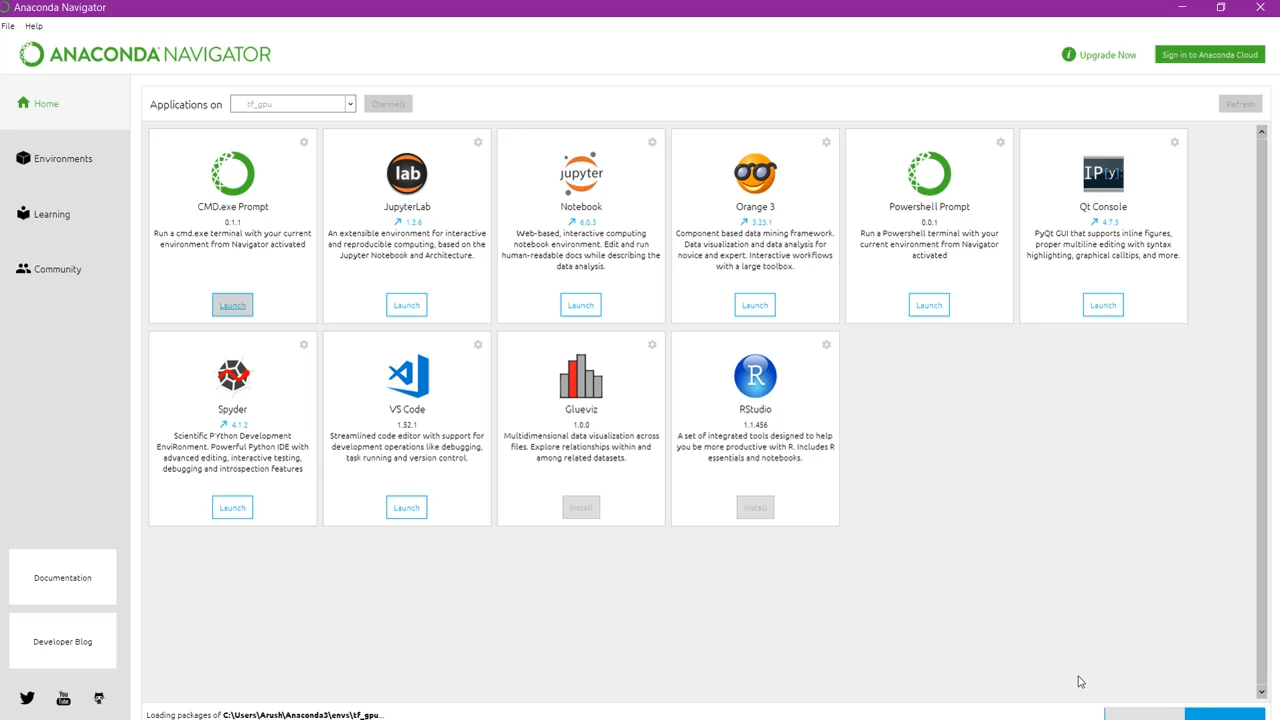 Anaconda Navigator
File Help
ANACONDA NAVIGATOR
i Upgrade Now
Sign in to Anaconda Cloud
Home
Environments
Learning
Community
Documentation
Developer Blog
You
Tube
Applications on
tf_gpu
Channels
Refresh
CMD.exe Prompt
0.1.1
Run a cmd.exe terminal with your current
environment from Navigator activated
Launch
lab
JupyterLab
1.2.6
An extensible environment for interactive
and reproducible computing, based on the
Jupyter Notebook and Architecture.
Launch
jupyter
Notebook
6.0.3
Web-based, interactive computing
notebook environment. Edit and run
human-readable docs while describing the
data analysis.
Launch
Orange 3
3.23.1
Component based data mining framework.
Data visualization and data analysis for
novice and expert. Interactive workflows
with a large toolbox.
Launch
Powershell Prompt
0.0.1
Run a Powershell terminal with your
current environment from Navigator
activated
Launch
IP[y]:
Qt Console
4.7.3
PyQt GUI that supports inline figures,
proper multiline editing with syntax
highlighting, graphical calltips, and more.
Launch
Spyder
4.1.2
Scientific PYthon Development
EnviRonment. Powerful Python IDE with
advanced editing, interactive testing,
debugging and introspection features
Launch
VS Code
1.52.1
Streamlined code editor with support for
development operations like debugging,
task running and version control.
Launch
Glueviz
1.0.0
Multidimensional data visualization across
files. Explore relationships within and
among related datasets.
Install
R
RStudio
1.1.456
A set of integrated tools designed to help
you be more productive with R. Includes R
essentials and notebooks.
Install
Loading packages of C:\Users\Arush\Anaconda3\envs\tf_gpu...